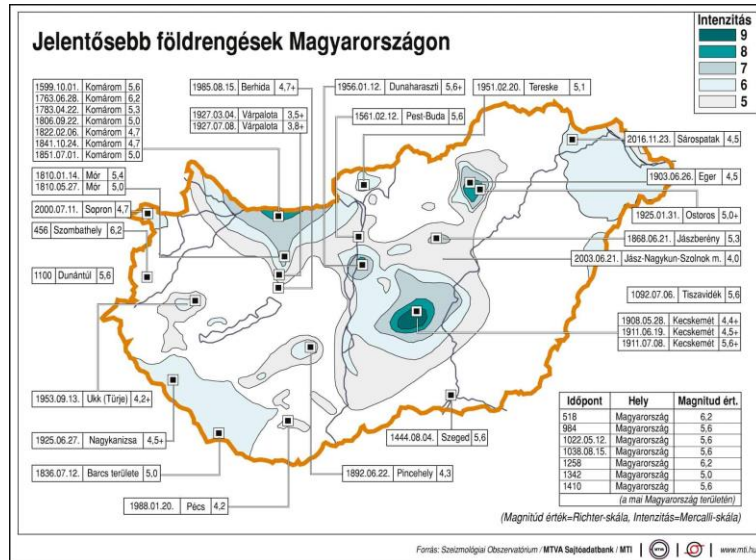 Jelentősebb földrengések Magyarországon
Intenzitás
9
8
7
6
5
1599.10.01. Komárom 5,6
1763.06.28. Komárom 6,2
1783.04.22. Komárom 5,3
1806.09.22. Komárom 5,0
1822.02.06. Komárom 4,7
1841.10.24. Komárom 4,7
1851.07.01. Komárom 5,0
1985.08.15. Berhida 4,7+
1927.03.04. Várpalota 3,5+
1927.07.08. Várpalota 3,8+
1956.01.12. Dunaharaszti 5,6+
1561.02.12. Pest-Buda 5,6
1951.02.20. Tereske 5,1
2016.11.23. Sárospatak 4,5
1903.06.26. Eger 4,5
1925.01.31. Ostoros 5,0+
1868.06.21. Jászberény 5,3
2003.06.21. Jász-Nagykun-Szolnok m. 4,0
1092.07.06. Tiszavidék 5,6
1908.05.28. Kecskemét 4,4+
1911.06.19. Kecskemét 4,5+
1911.07.08. Kecskemét 5,6+
1810.01.14. Mór 5,4
1810.05.27. Mór 5,0
2000.07.11. Sopron 4,7
456 Szombathely 6,2
1100 Dunántúl 5,6
1953.09.13. Ukk (Türje) 4,2+
1925.06.27. Nagykanizsa 4,5+
1836.07.12. Barcs területe 5,0
1988.01.20. Pécs 4,2
1892.06.22. Pincehely 4,3
1444.08.04. Szeged 5,6
Időpont Hely Magnitud ért.
518 Magyarország 6,2
984 Magyarország 5,6
1022.05.12. Magyarország 5,6
1038.08.15. Magyarország 5,6
1258 Magyarország 6,2
1342 Magyarország 5,0
1410 Magyarország 5,6
(a mai Magyarország területén)
(Magnitúd érték=Richter-skála, Intenzitás=Mercalli-skála)
Forrás: Szeizmológiai Obszervatórium / MTVA Sajtóadatbank / MTI
www.mti.hu